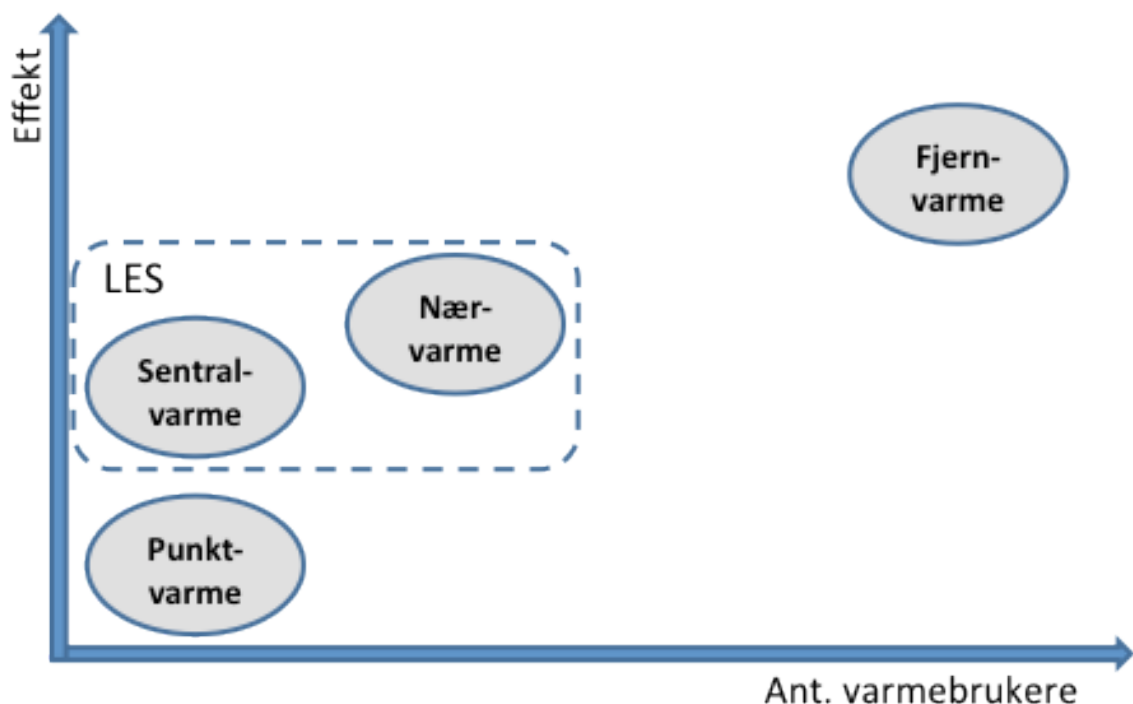 Effekt
Fjern-
varme
LES
Nær-
varme
Sentral-
varme
Punkt-
varme
Ant. varmebrukere